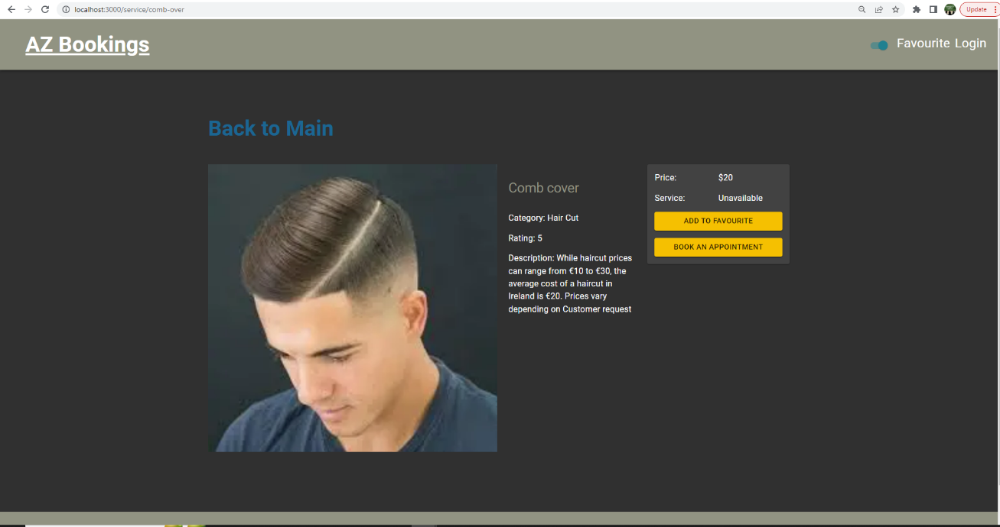 localhost:3000/service/comb-over
Update
AZ Bookings
Favourite Login
Back to Main
Comb cover
Category: Hair Cut
Rating: 5
Description: While haircut prices
can range from €10 to €30, the
average cost of a haircut in
Ireland is €20. Prices vary
depending on Customer request
Price: $20
Service: Unavailable
ADD TO FAVOURITE
BOOK AN APPOINTMENT